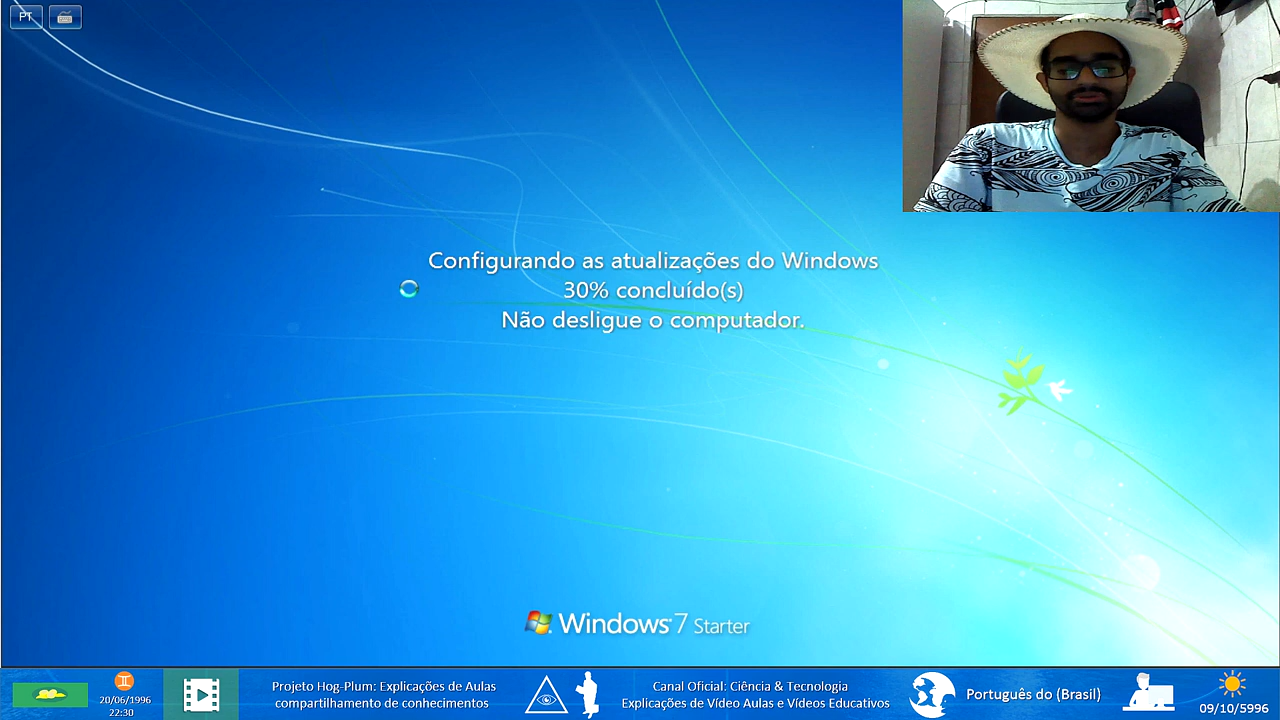 PT
Configurando as atualizações do Windows
30% concluído(s)
Não desligue o computador.
Windows 7 Starter
20/06/1996
22:30
Projeto Hog-Plum: Explicações de Aulas
compartilhamento de conhecimentos
Canal Oficial: Ciência & Tecnologia
Explicações de Vídeo Aulas e Vídeos Educativos
Português do (Brasil)
09/10/5996